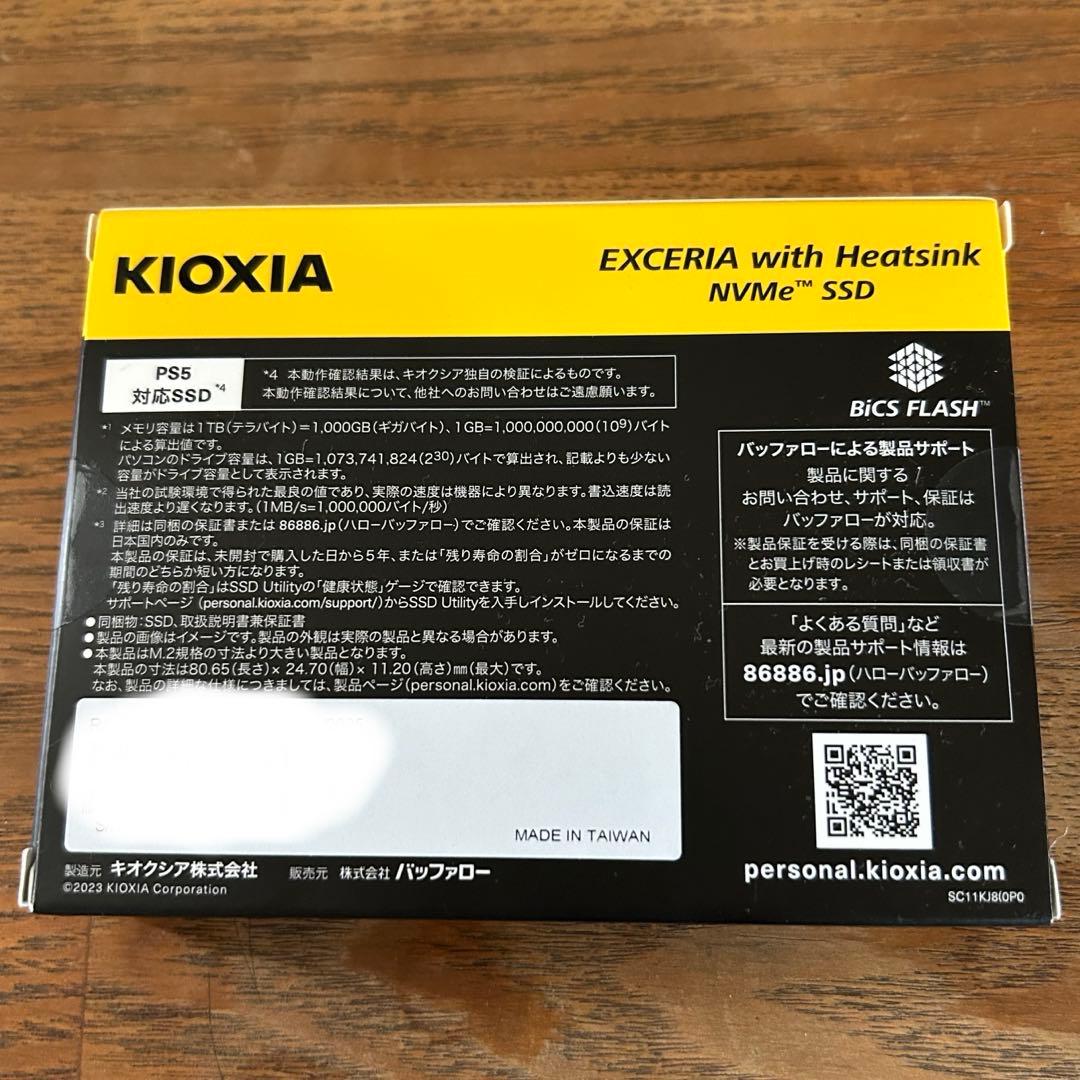 KIOXIA
EXCERIA with Heatsink
NVMe™ SSD
PS5
対応SSD*4
*4 本動作確認結果は、キオクシア独自の検証によるものです。
本動作確認結果について、他社へのお問い合わせはご遠慮願います。
*1 メモリ容量は1TB(テラバイト)=1,000GB(ギガバイト)、1GB=1,000,000,000(10⁹)バイト
による算出値です。
パソコンのドライブ容量は、1GB=1,073,741,824(2³⁰)バイトで算出され、記載よりも少ない
容量がドライブ容量として表示されます。
*2 当社の試験環境で得られた最良の値であり、実際の速度は機器により異なります。書込速度は読
出速度より遅くなります。(1MB/s=1,000,000バイト/秒)
*3 詳細は同梱の保証書または 86886.jp(ハローバッファロー)でご確認ください。本製品の保証は
日本国内のみです。
本製品の保証は、未開封で購入した日から5年、または「残り寿命の割合」がゼロになるまでの
期間のどちらか短い方になります。
「残り寿命の割合」はSSD Utilityの「健康状態」ゲージで確認できます。
サポートページ (personal.kioxia.com/support/)からSSD Utilityを入手しインストールしてください。
●同梱物:SSD、取扱説明書兼保証書
●製品の画像はイメージです。製品の外観は実際の製品と異なる場合があります。
●本製品はM.2規格の寸法より大きい製品となります。
本製品の寸法は80.65(長さ)×24.70(幅)×11.20(高さ)㎜(最大)です。
なお、製品の詳細な仕様につきましては、製品ページ(personal.kioxia.com)をご確認ください。
MADE IN TAIWAN
製造元 キオクシア株式会社 販売元 株式会社 バッファロー
©2023 KIOXIA Corporation
BiCS FLASH™
バッファローによる製品サポート
製品に関する
お問い合わせ、サポート、保証は
バッファローが対応。
※製品保証を受ける際は、同梱の保証書
とお買上げ時のレシートまたは領収書が
必要となります。
「よくある質問」など
最新の製品サポート情報は
86886.jp(ハローバッファロー)
でご確認ください。
personal.kioxia.com